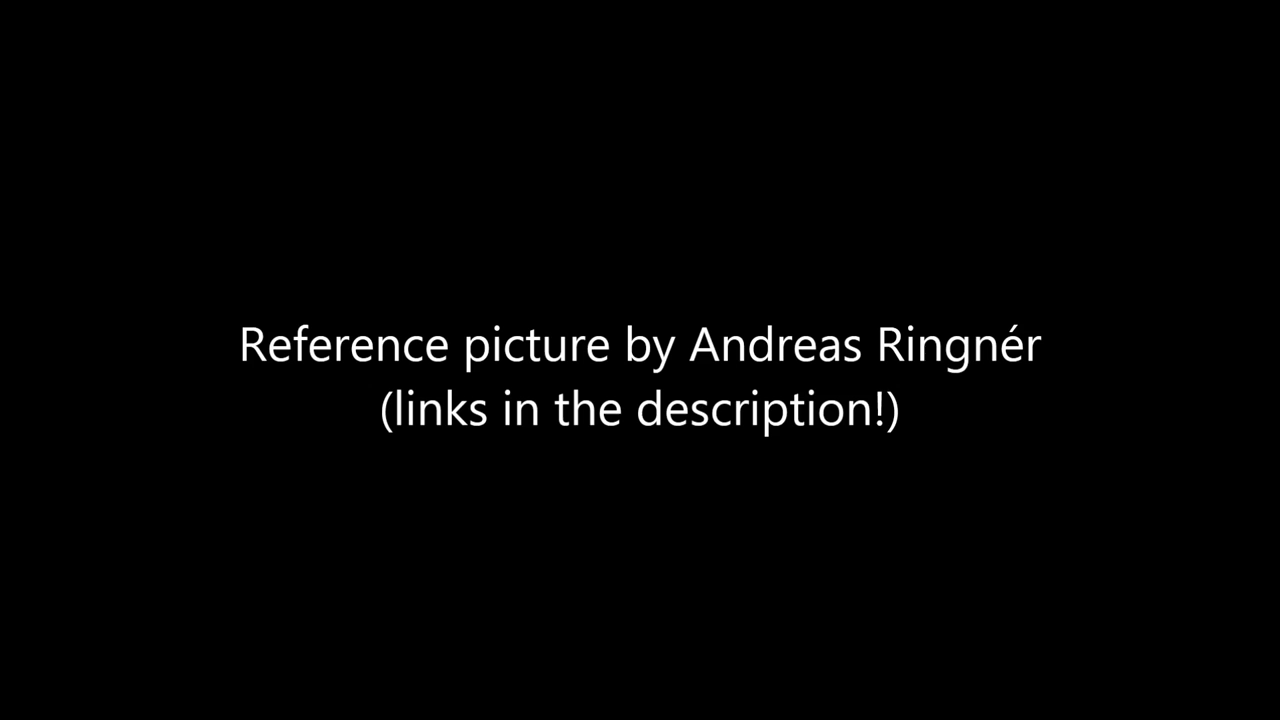 Reference picture by Andreas Ringnér
(links in the description!)